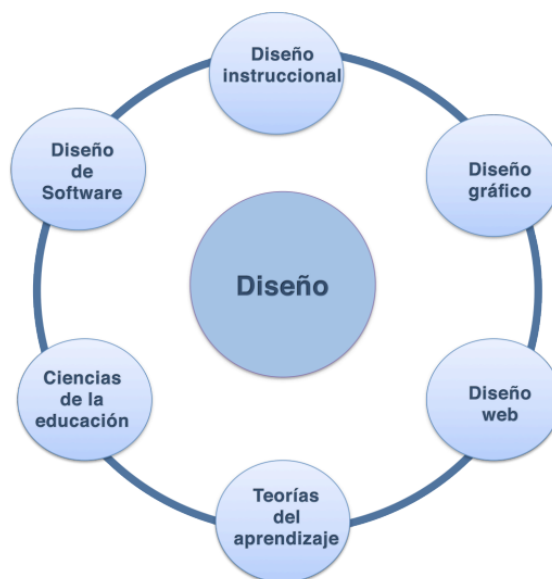 Diseño
instruccional
Diseño
gráfico
Diseño
web
Teorías
del
aprendizaje
Ciencias
de la
educación
Diseño
de
Software
Diseño